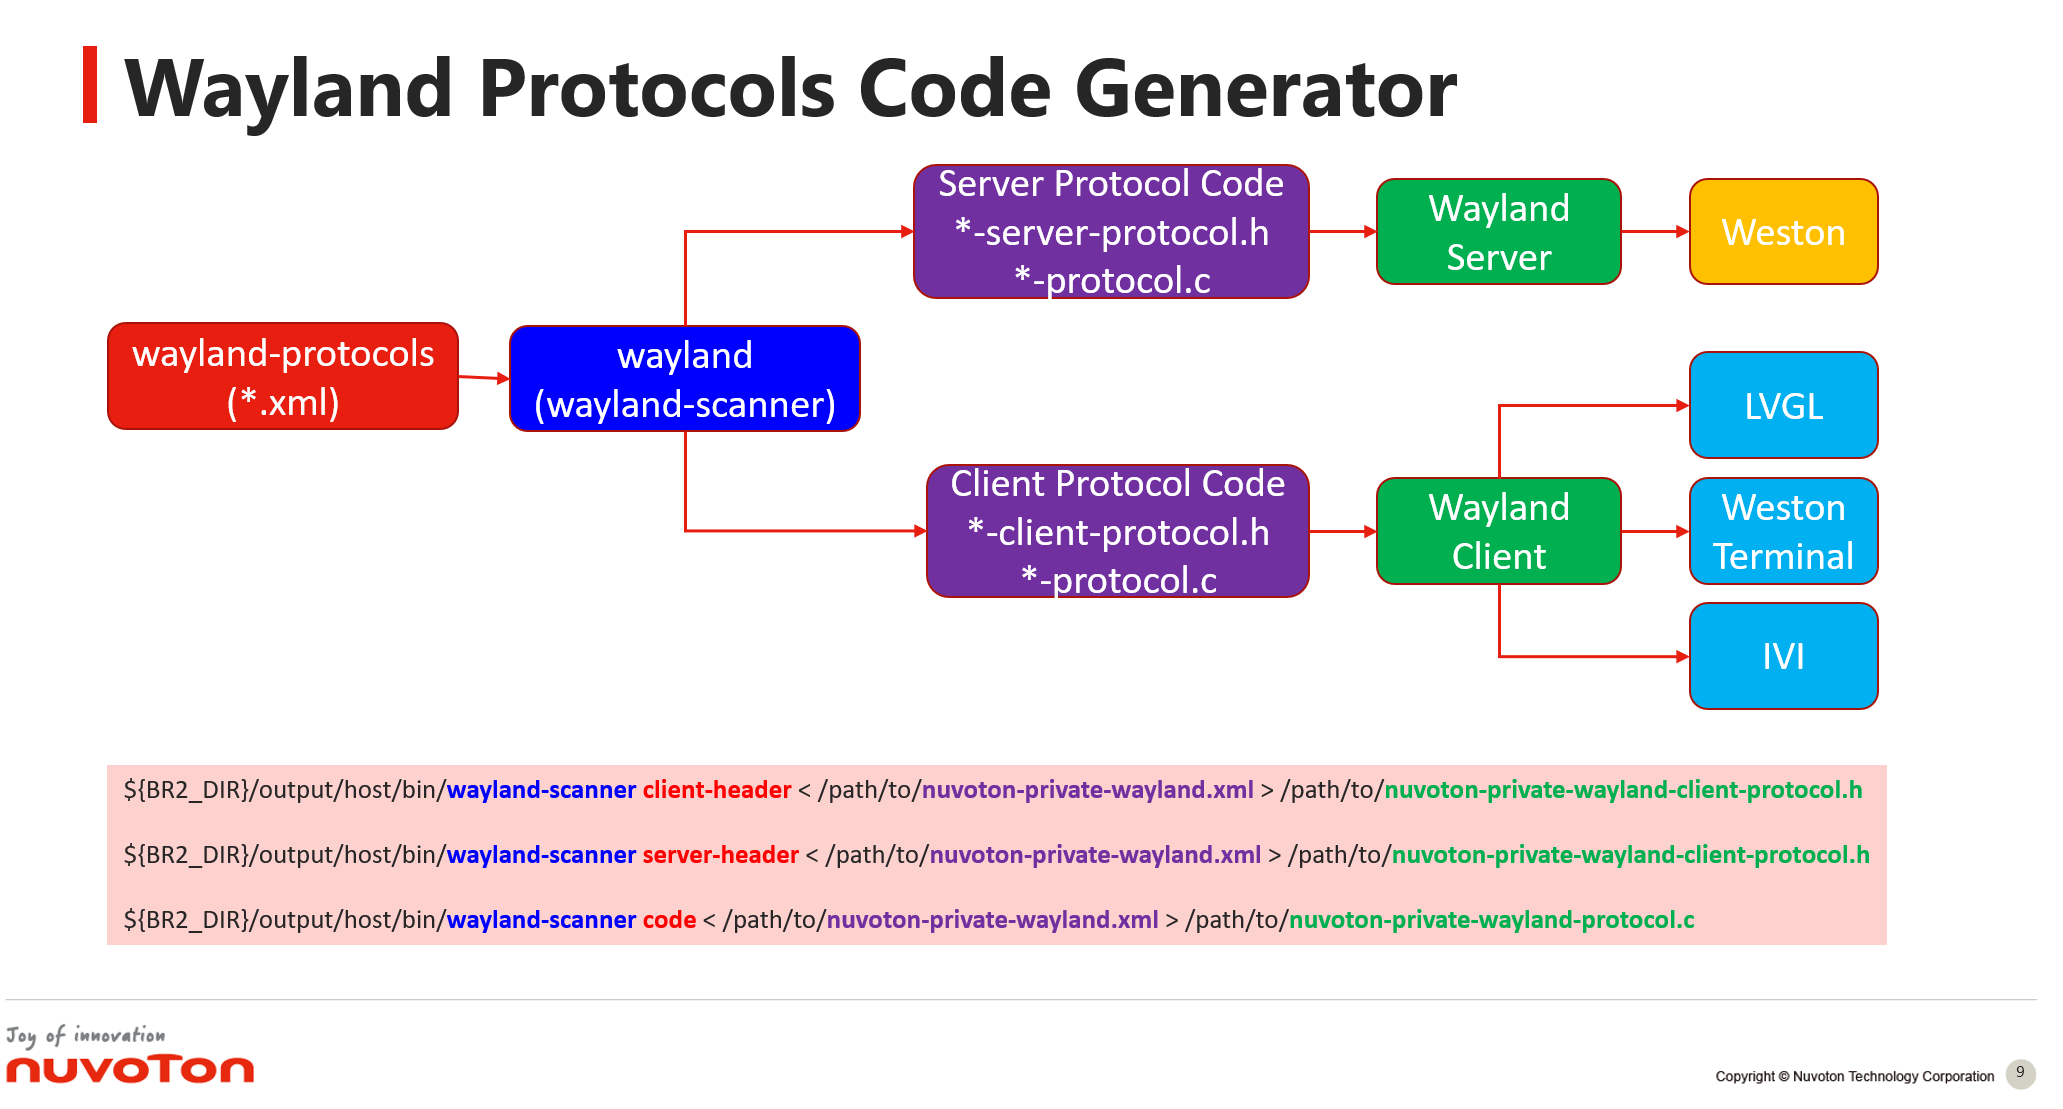 Wayland Protocols Code Generator
Server Protocol Code
*-server-protocol.h
*-protocol.c
Wayland
Server
Weston
wayland-protocols
(*.xml)
wayland
(wayland-scanner)
LVGL
Client Protocol Code
*-client-protocol.h
*-protocol.c
Wayland
Client
Weston
Terminal
IVI
${BR2_DIR}/output/host/bin/wayland-scanner client-header < /path/to/nuvoton-private-wayland.xml > /path/to/nuvoton-private-wayland-client-protocol.h
${BR2_DIR}/output/host/bin/wayland-scanner server-header < /path/to/nuvoton-private-wayland.xml > /path/to/nuvoton-private-wayland-client-protocol.h
${BR2_DIR}/output/host/bin/wayland-scanner code < /path/to/nuvoton-private-wayland.xml > /path/to/nuvoton-private-wayland-protocol.c
Joy of innovation
nuvoTon
Copyright © Nuvoton Technology Corporation
9